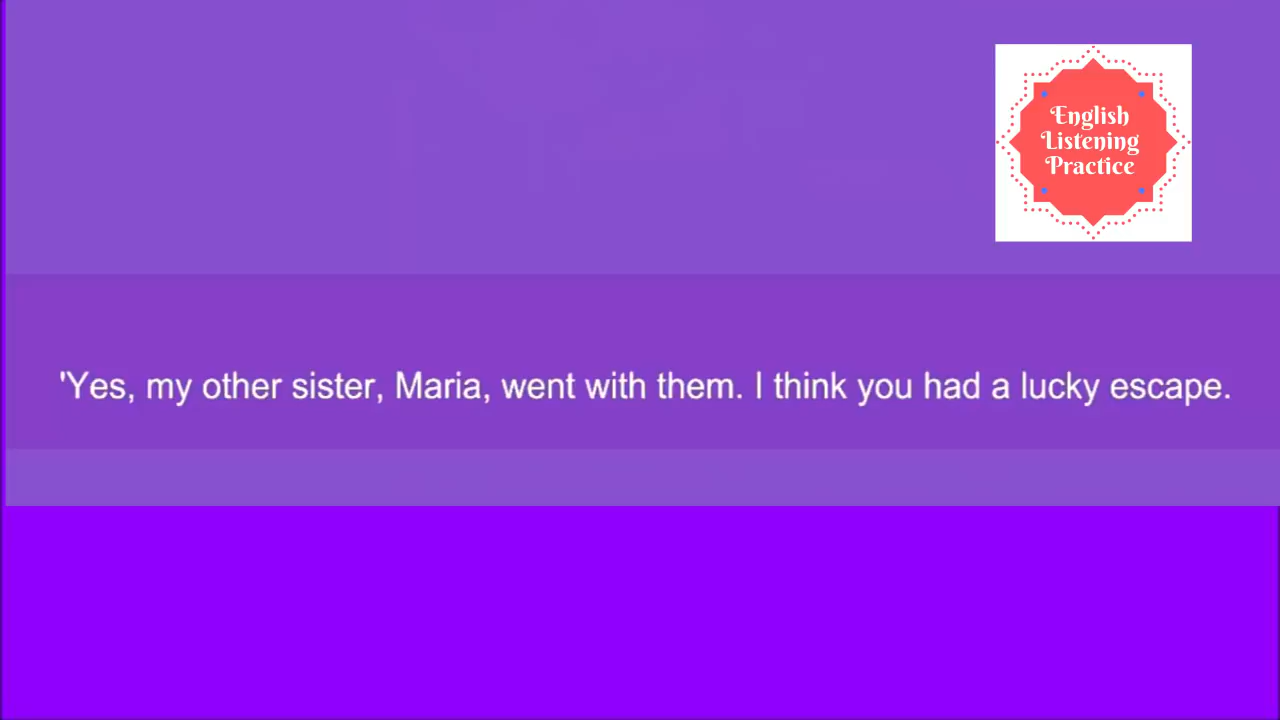 English
Listening
Practice
'Yes, my other sister, Maria, went with them. I think you had a lucky escape.